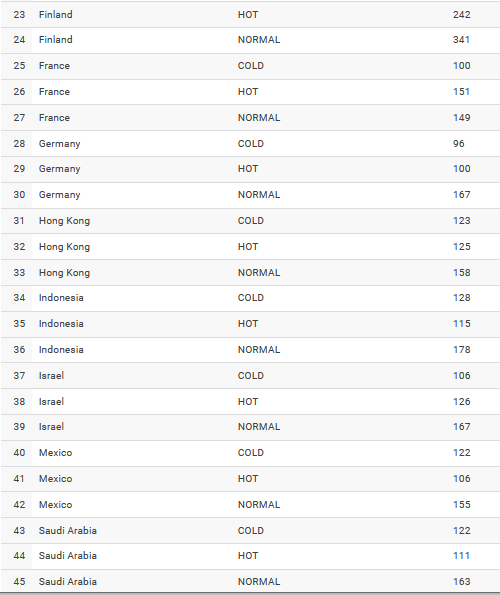 23 Finland HOT 242
24 Finland NORMAL 341
25 France COLD 100
26 France HOT 151
27 France NORMAL 149
28 Germany COLD 96
29 Germany HOT 100
30 Germany NORMAL 167
31 Hong Kong COLD 123
32 Hong Kong HOT 125
33 Hong Kong NORMAL 158
34 Indonesia COLD 128
35 Indonesia HOT 115
36 Indonesia NORMAL 178
37 Israel COLD 106
38 Israel HOT 126
39 Israel NORMAL 167
40 Mexico COLD 122
41 Mexico HOT 106
42 Mexico NORMAL 155
43 Saudi Arabia COLD 122
44 Saudi Arabia HOT 111
45 Saudi Arabia NORMAL 163